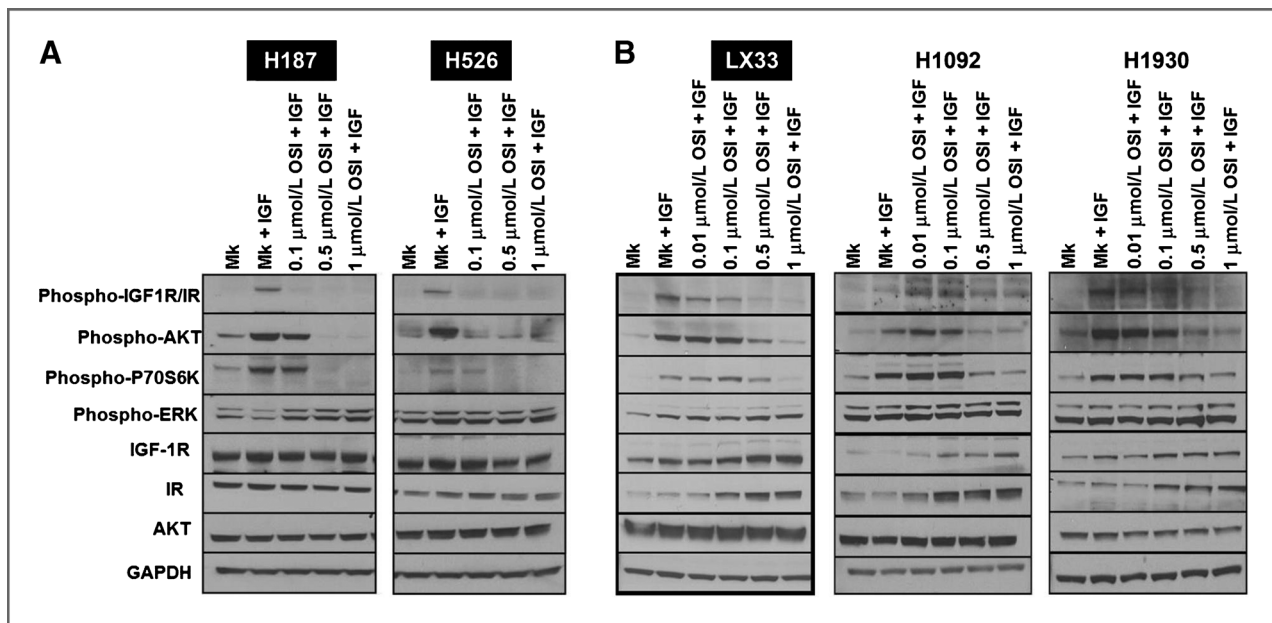 A
H187
H526
B
LX33
H1092
H1930
Mk
Mk + IGF
0.1 μmol/L OSI + IGF
0.5 μmol/L OSI + IGF
1 μmol/L OSI + IGF
Mk
Mk + IGF
0.1 μmol/L OSI + IGF
0.5 μmol/L OSI + IGF
1 μmol/L OSI + IGF
Mk
Mk + IGF
0.01 μmol/L OSI + IGF
0.1 μmol/L OSI + IGF
0.5 μmol/L OSI + IGF
1 μmol/L OSI + IGF
Mk
Mk + IGF
0.01 μmol/L OSI + IGF
0.1 μmol/L OSI + IGF
0.5 μmol/L OSI + IGF
1 μmol/L OSI + IGF
Mk
Mk + IGF
0.01 μmol/L OSI + IGF
0.1 μmol/L OSI + IGF
0.5 μmol/L OSI + IGF
1 μmol/L OSI + IGF
Phospho-IGF1R/IR
Phospho-AKT
Phospho-P70S6K
Phospho-ERK
IGF-1R
IR
AKT
GAPDH